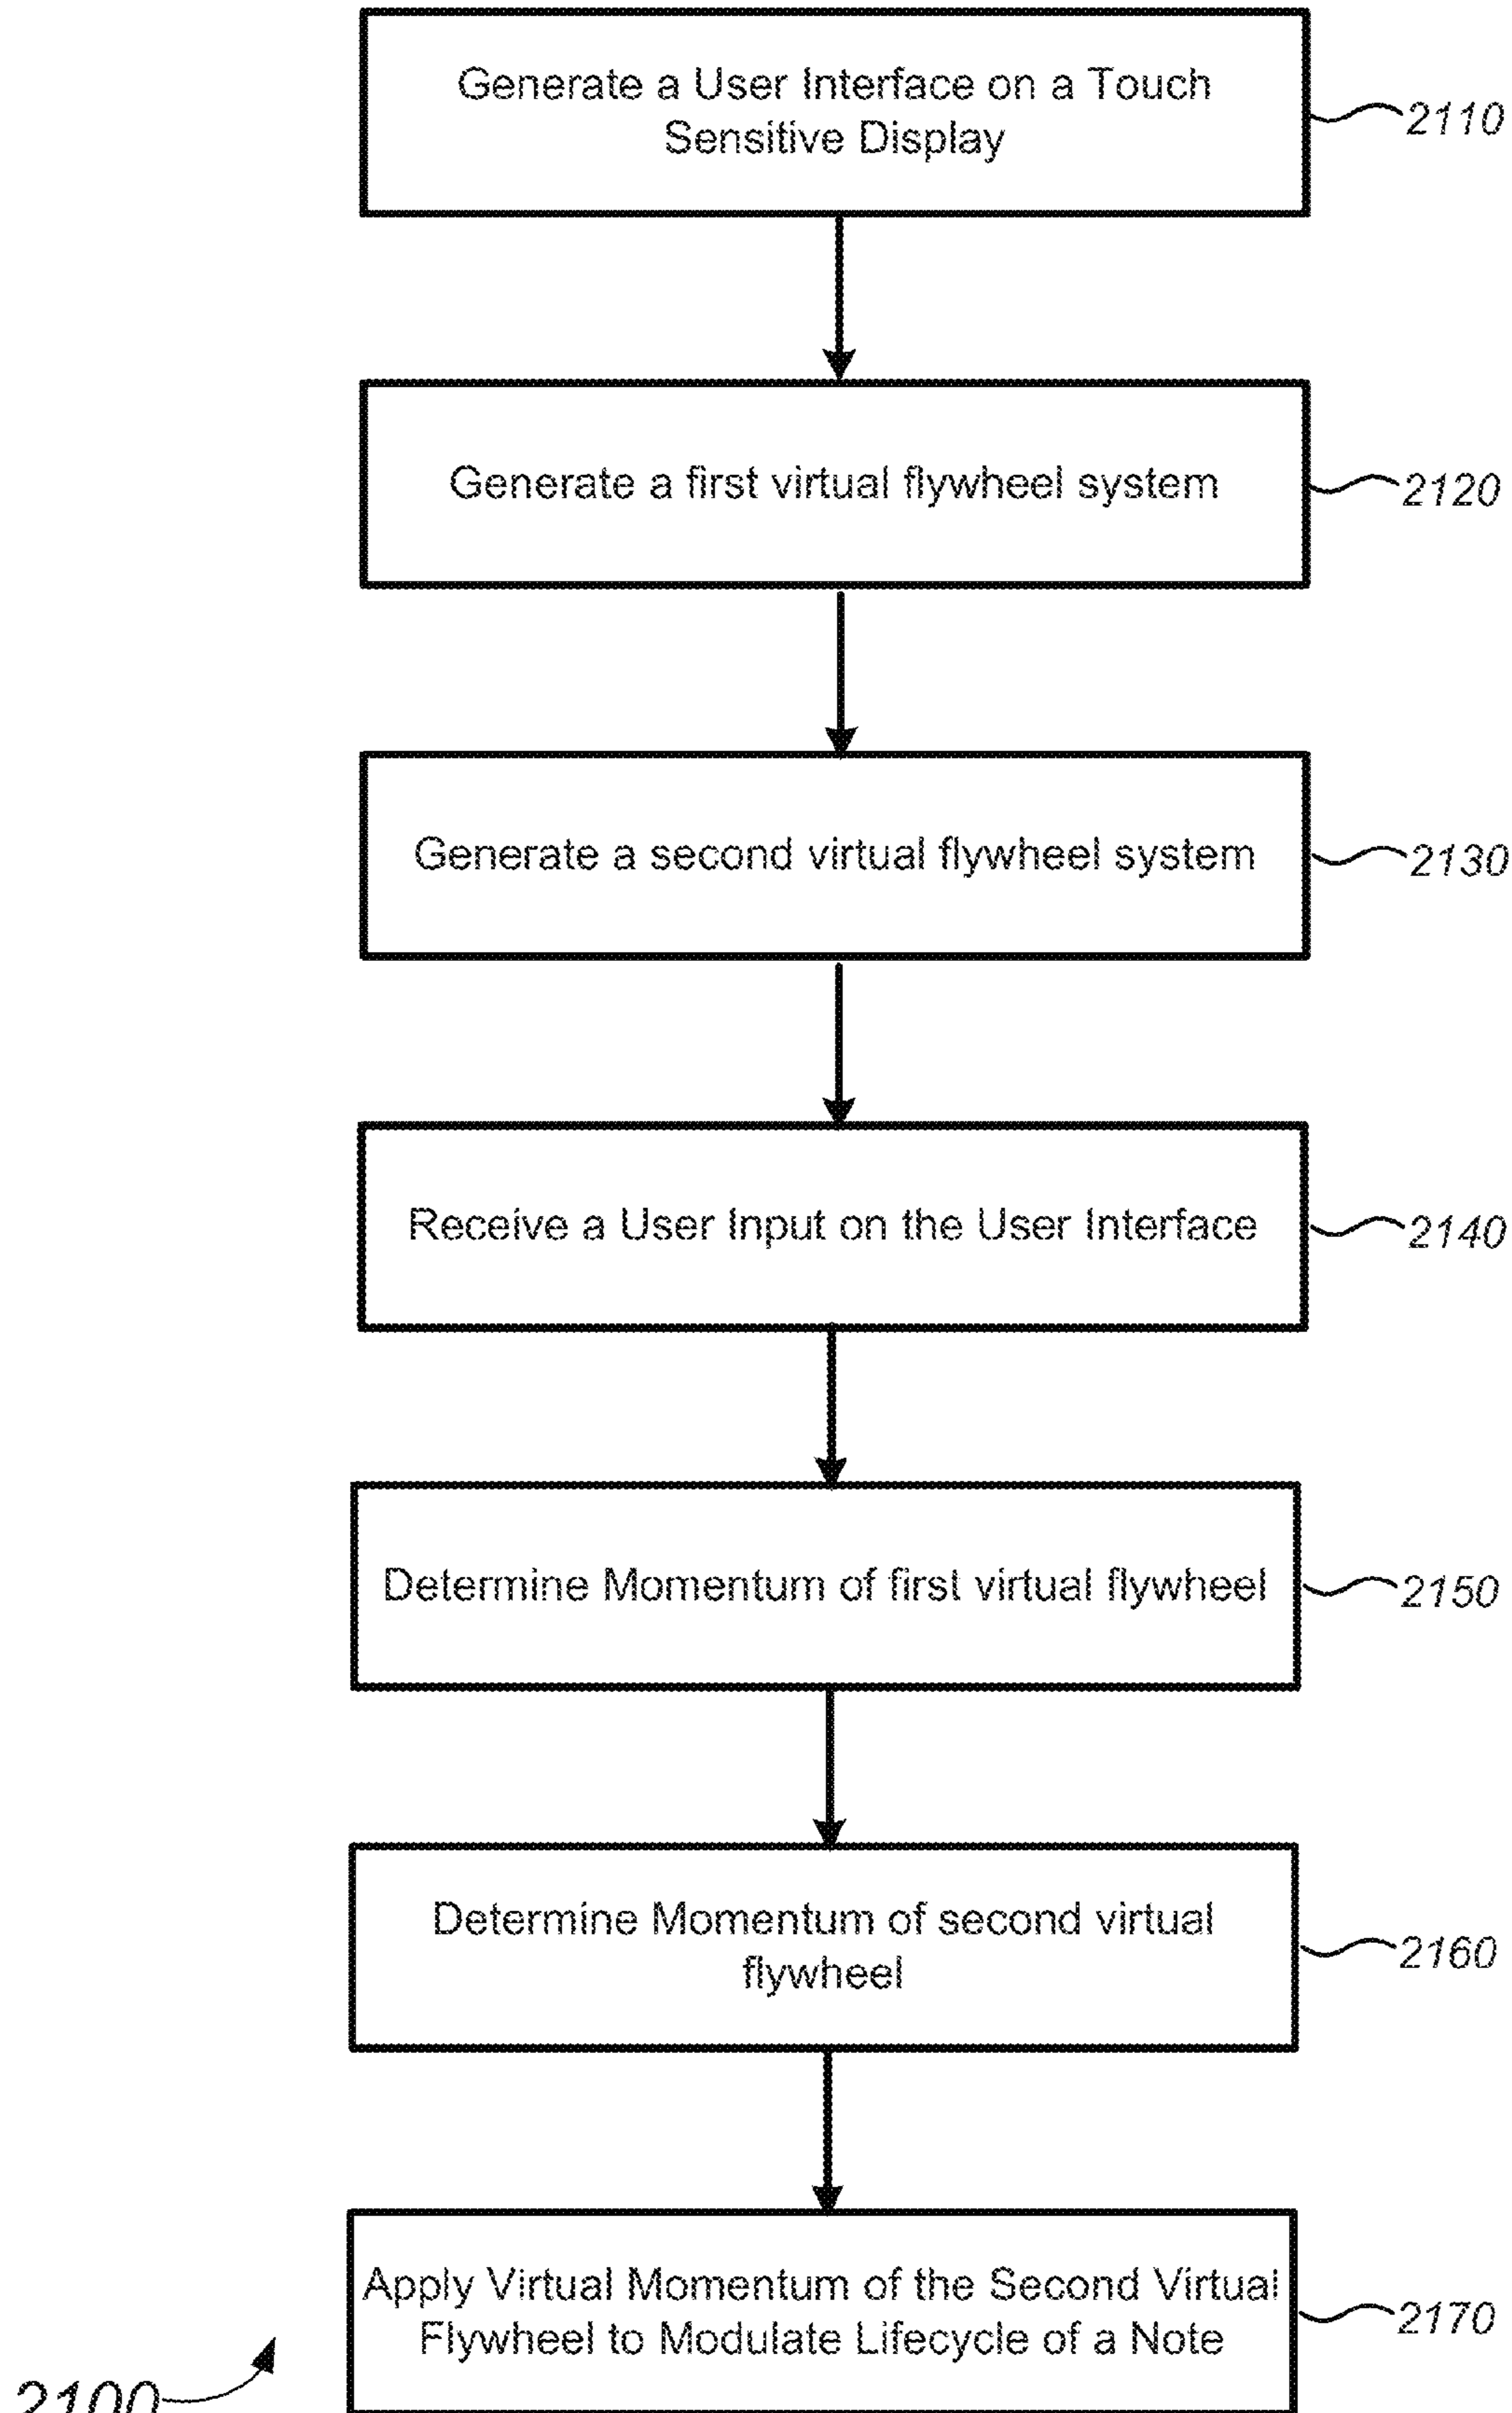 Generate a User Interface on a Touch
Sensitive Display
2110
Generate a first virtual flywheel system
2120
Generate a second virtual flywheel system
2130
Receive a User Input on the User Interface
2140
Determine Momentum of first virtual flywheel
2150
Determine Momentum of second virtual
flywheel
2160
Apply Virtual Momentum of the Second Virtual
Flywheel to Modulate Lifecycle of a Note
2170
2100